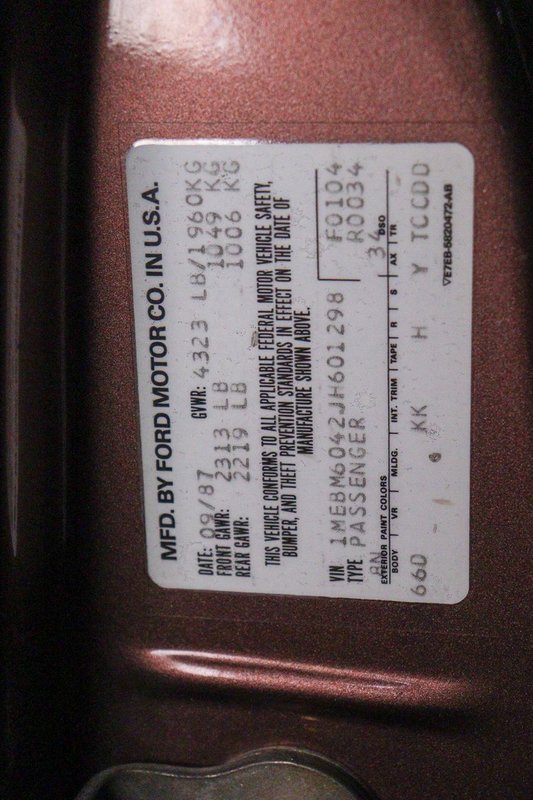 MFD. BY FORD MOTOR CO. IN U.S.A.
DATE: 09/87 GVWR: 4323 LB/1960KG
FRONT GAWR: 2313 LB 1049 KG
REAR GAWR: 2219 LB 1006 KG
THIS VEHICLE CONFORMS TO ALL APPLICABLE FEDERAL MOTOR VEHICLE SAFETY,
BUMPER, AND THEFT PREVENTION STANDARDS IN EFFECT ON THE DATE OF
MANUFACTURE SHOWN ABOVE.
VIN 1MEBM6042JH601298 F0104
TYPE PASSENGER R0034
AN 34 DSO
EXTERIOR PAINT COLORS
BODY VR MLDG. INT. TRIM TAPE R S AX TR
66D KK H Y TCCDD
VE7EB-5820472-AB